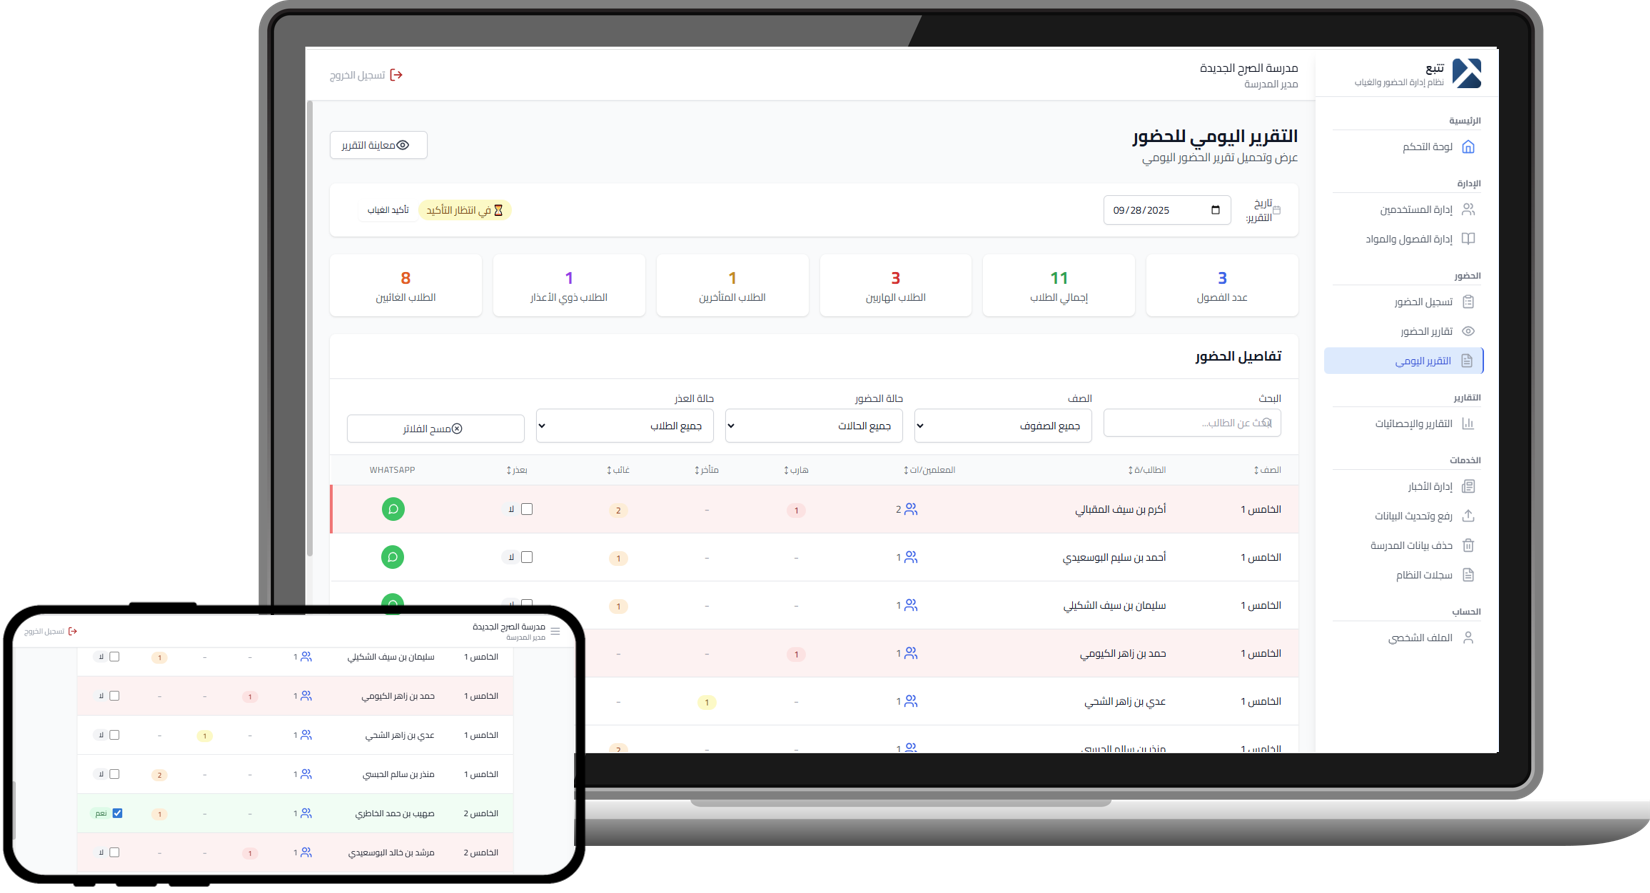 تتبع
نظام إدارة الحضور والغياب
الرئيسية
لوحة التحكم
الإدارة
إدارة المستخدمين
إدارة الفصول والمواد
الحضور
تسجيل الحضور
تقارير الحضور
التقرير اليومي
التقارير
التقارير والإحصائيات
الخدمات
إدارة الأخبار
رفع وتحديث البيانات
حذف بيانات المدرسة
سجلات النظام
الحساب
الملف الشخصي
مدرسة الصرح الجديدة
مدير المدرسة
تسجيل الخروج
التقرير اليومي للحضور
عرض وتحميل تقرير الحضور اليومي
معاينة التقرير
تاريخ التقرير:
09/28/2025
في انتظار التأكيد
تأكيد الغياب
3 11 3 1 1 8
عدد الفصول إجمالي الطلاب الطلاب الهاربين الطلاب المتأخرين الطلاب ذوي الأعذار الطلاب الغائبين
تفاصيل الحضور
البحث الصف حالة الحضور حالة العذر
بحث عن الطالب... جميع الصفوف جميع الحالات جميع الطلاب مسح الفلاتر
الصف الطالب/ة المعلمين/ات هارب متأخر غائب بعذر WHATSAPP
الخامس 1 أكرم بن سيف المقبالي 2 1 - 2 لا
الخامس 1 أحمد بن سليم البوسعيدي 1 - - 1 لا
الخامس 1 سليمان بن سيف الشكيلي 1 - - 1 لا
الخامس 1 حمد بن زاهر الكيومي 1 1 - -
الخامس 1 عدي بن زاهر الشحي 1 - 1 -
الخامس 1 منذر بن سالم الحبسي 1 - - 2
مدرسة الصرح الجديدة
مدير المدرسة
تسجيل الخروج
الخامس 1 سليمان بن سيف الشكيلي 1 - - 1 لا
الخامس 1 حمد بن زاهر الكيومي 1 1 - - لا
الخامس 1 عدي بن زاهر الشحي 1 - 1 - لا
الخامس 1 منذر بن سالم الحبسي 1 - - 2 لا
الخامس 2 صهيب بن حمد الخاطري 1 - - 1 نعم
الخامس 2 مرشد بن خالد البوسعيدي 1 1 - - لا